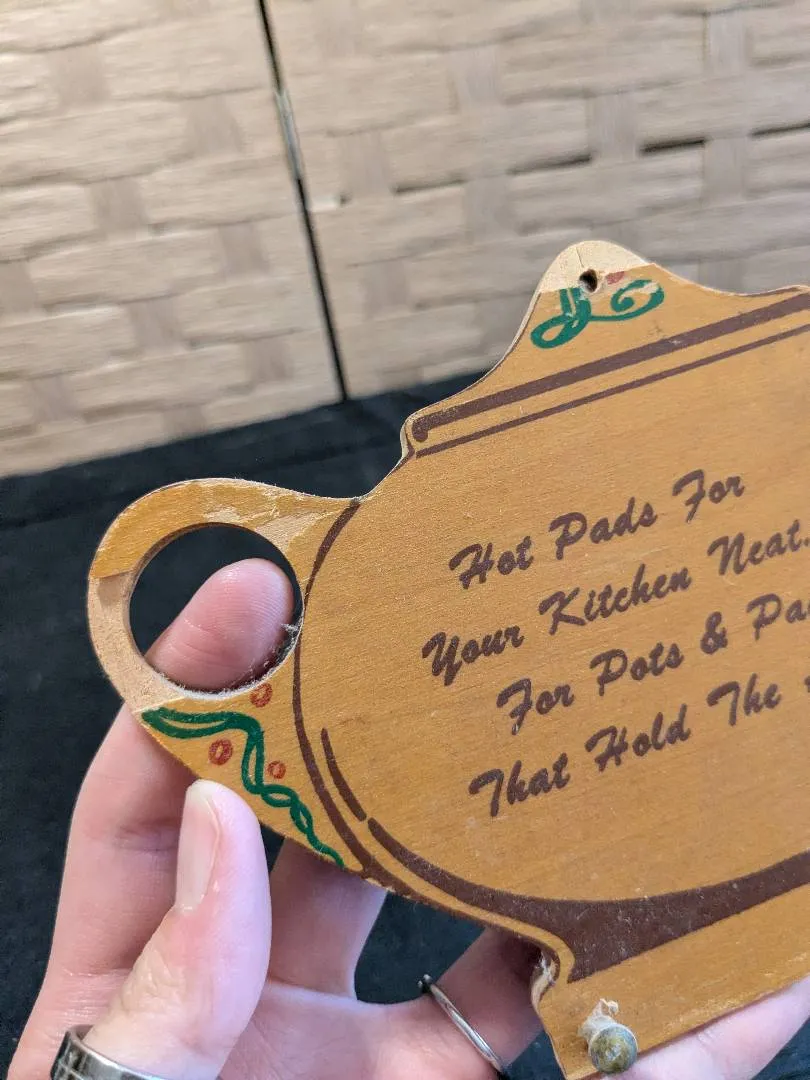 Hot Pads For
Your Kitchen Neat.
For Pots & 
That Hold The